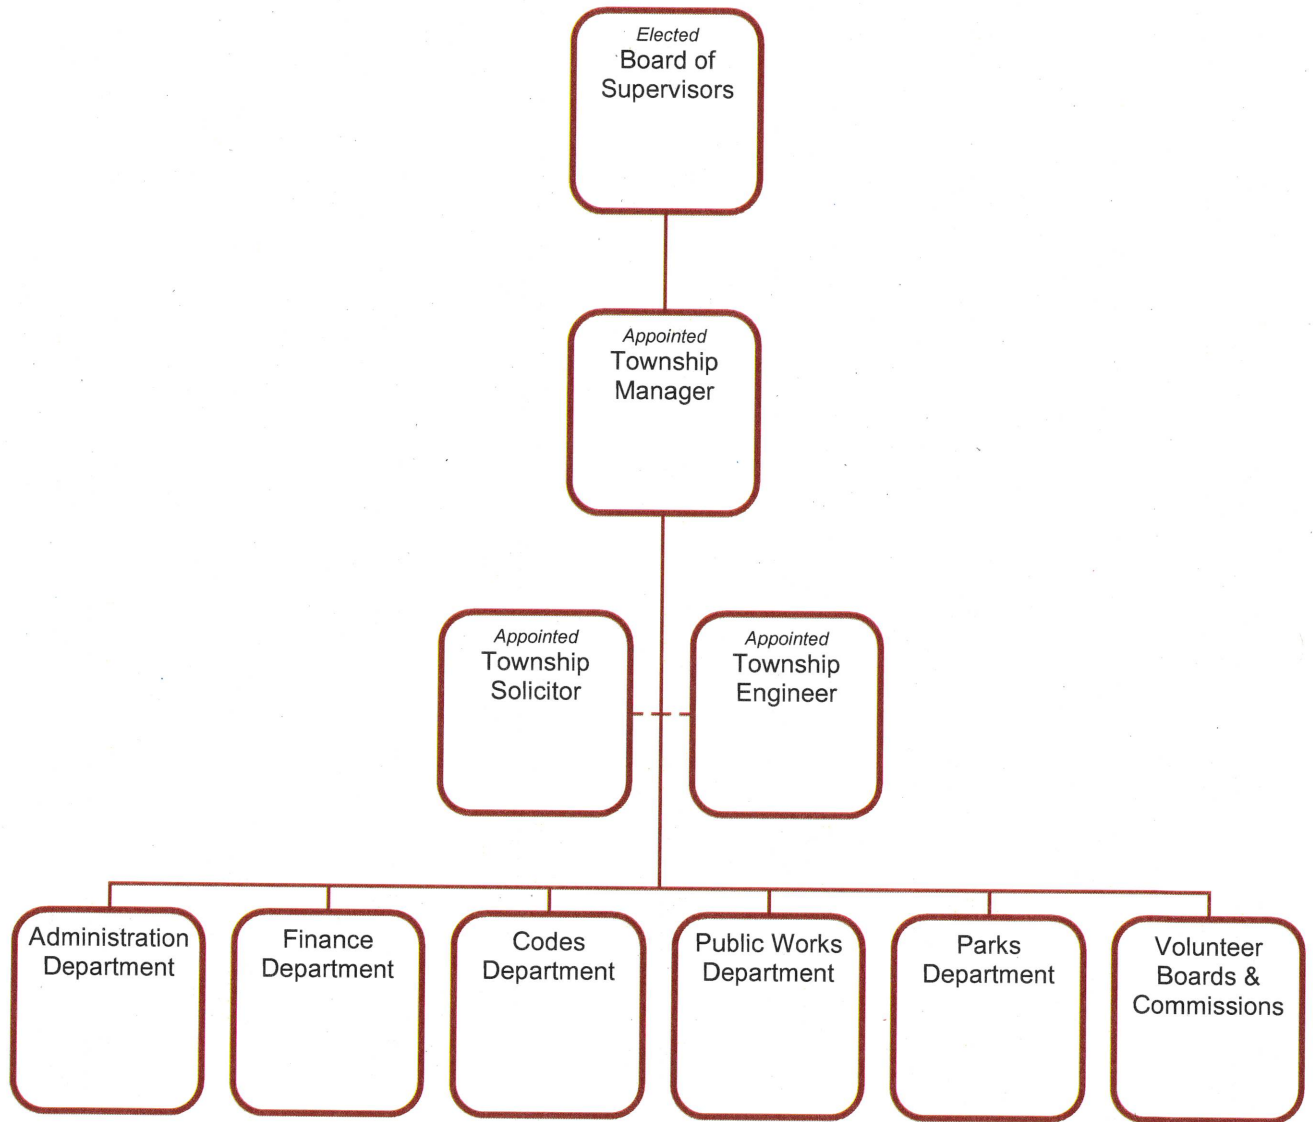 Elected
Board of
Supervisors
Appointed
Township
Manager
Appointed
Township
Solicitor
Appointed
Township
Engineer
Administration
Department
Finance
Department
Codes
Department
Public Works
Department
Parks
Department
Volunteer
Boards &
Commissions